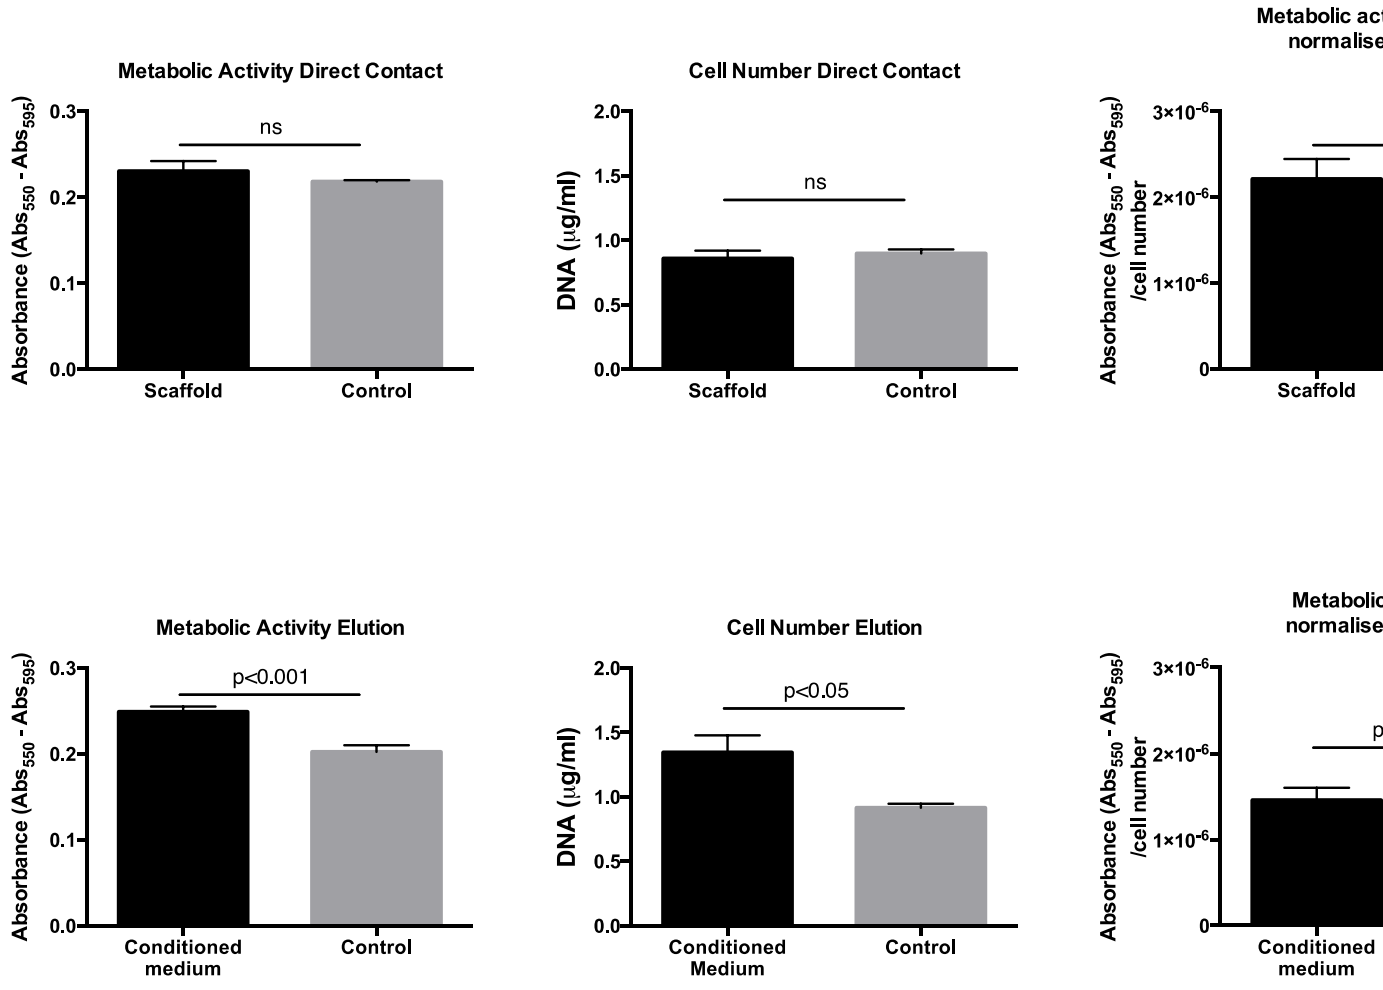 Metabolic Activity Direct Contact
Absorbance (Abs550 - Abs595)
0.3
0.2
0.1
0.0
ns
Scaffold
Control
Cell Number Direct Contact
DNA (μg/ml)
2.0
1.5
1.0
0.5
0.0
ns
Scaffold
Control
Metabolic
normalise
Absorbance (Abs550 - Abs595)
/cell number
3×10-6
2×10-6
1×10-6
0
Scaffold
Metabolic Activity Elution
Absorbance (Abs550 - Abs595)
0.3
0.2
0.1
0.0
p<0.001
Conditioned
medium
Control
Cell Number Elution
DNA (μg/ml)
2.0
1.5
1.0
0.5
0.0
p<0.05
Conditioned
Medium
Control
Metabolic
normalise
Absorbance (Abs550 - Abs595)
/cell number
3×10-6
2×10-6
1×10-6
0
p
Conditioned
medium